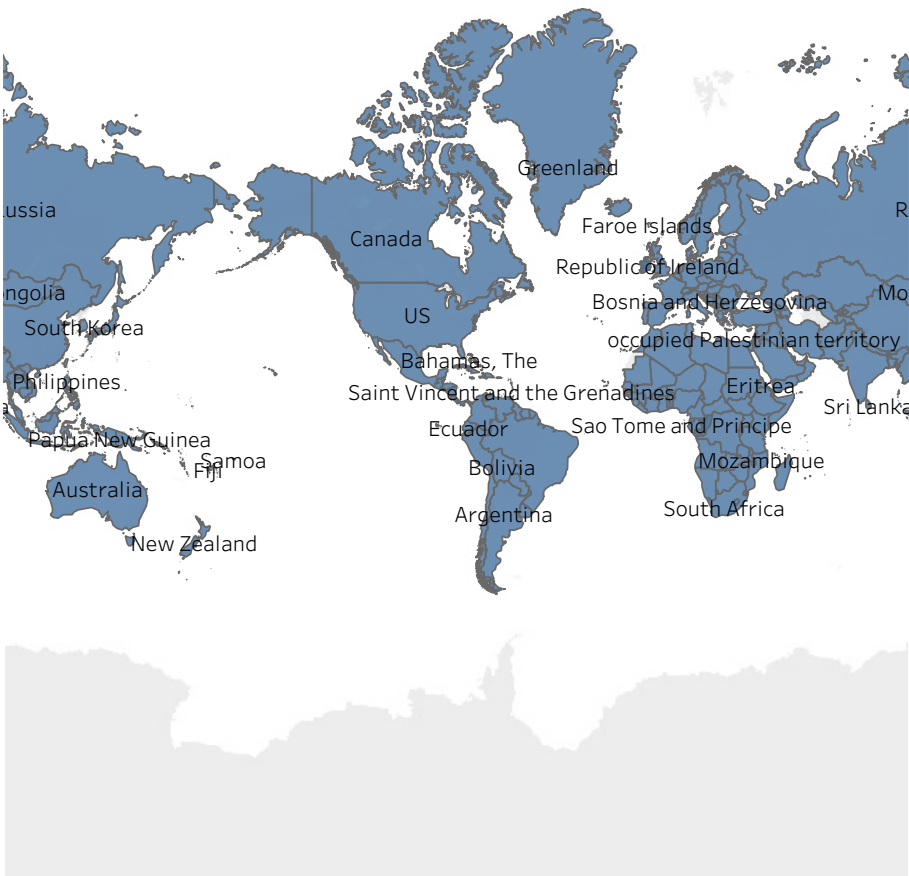 Greenland
ussia
Canada
Faroe Islands
R
Republic of Ireland
ongolia
Mo
Bosnia and Herzegovina
US
South Korea
occupied Palestinian territory
Bahamas, The
Philippines
Eritrea
Saint Vincent and the Grenadines
a
Sri Lanka
Ecuador
Sao Tome and Principe
Papua New Guinea
Samoa
Fiji
Bolivia
Mozambique
Australia
South Africa
Argentina
New Zealand